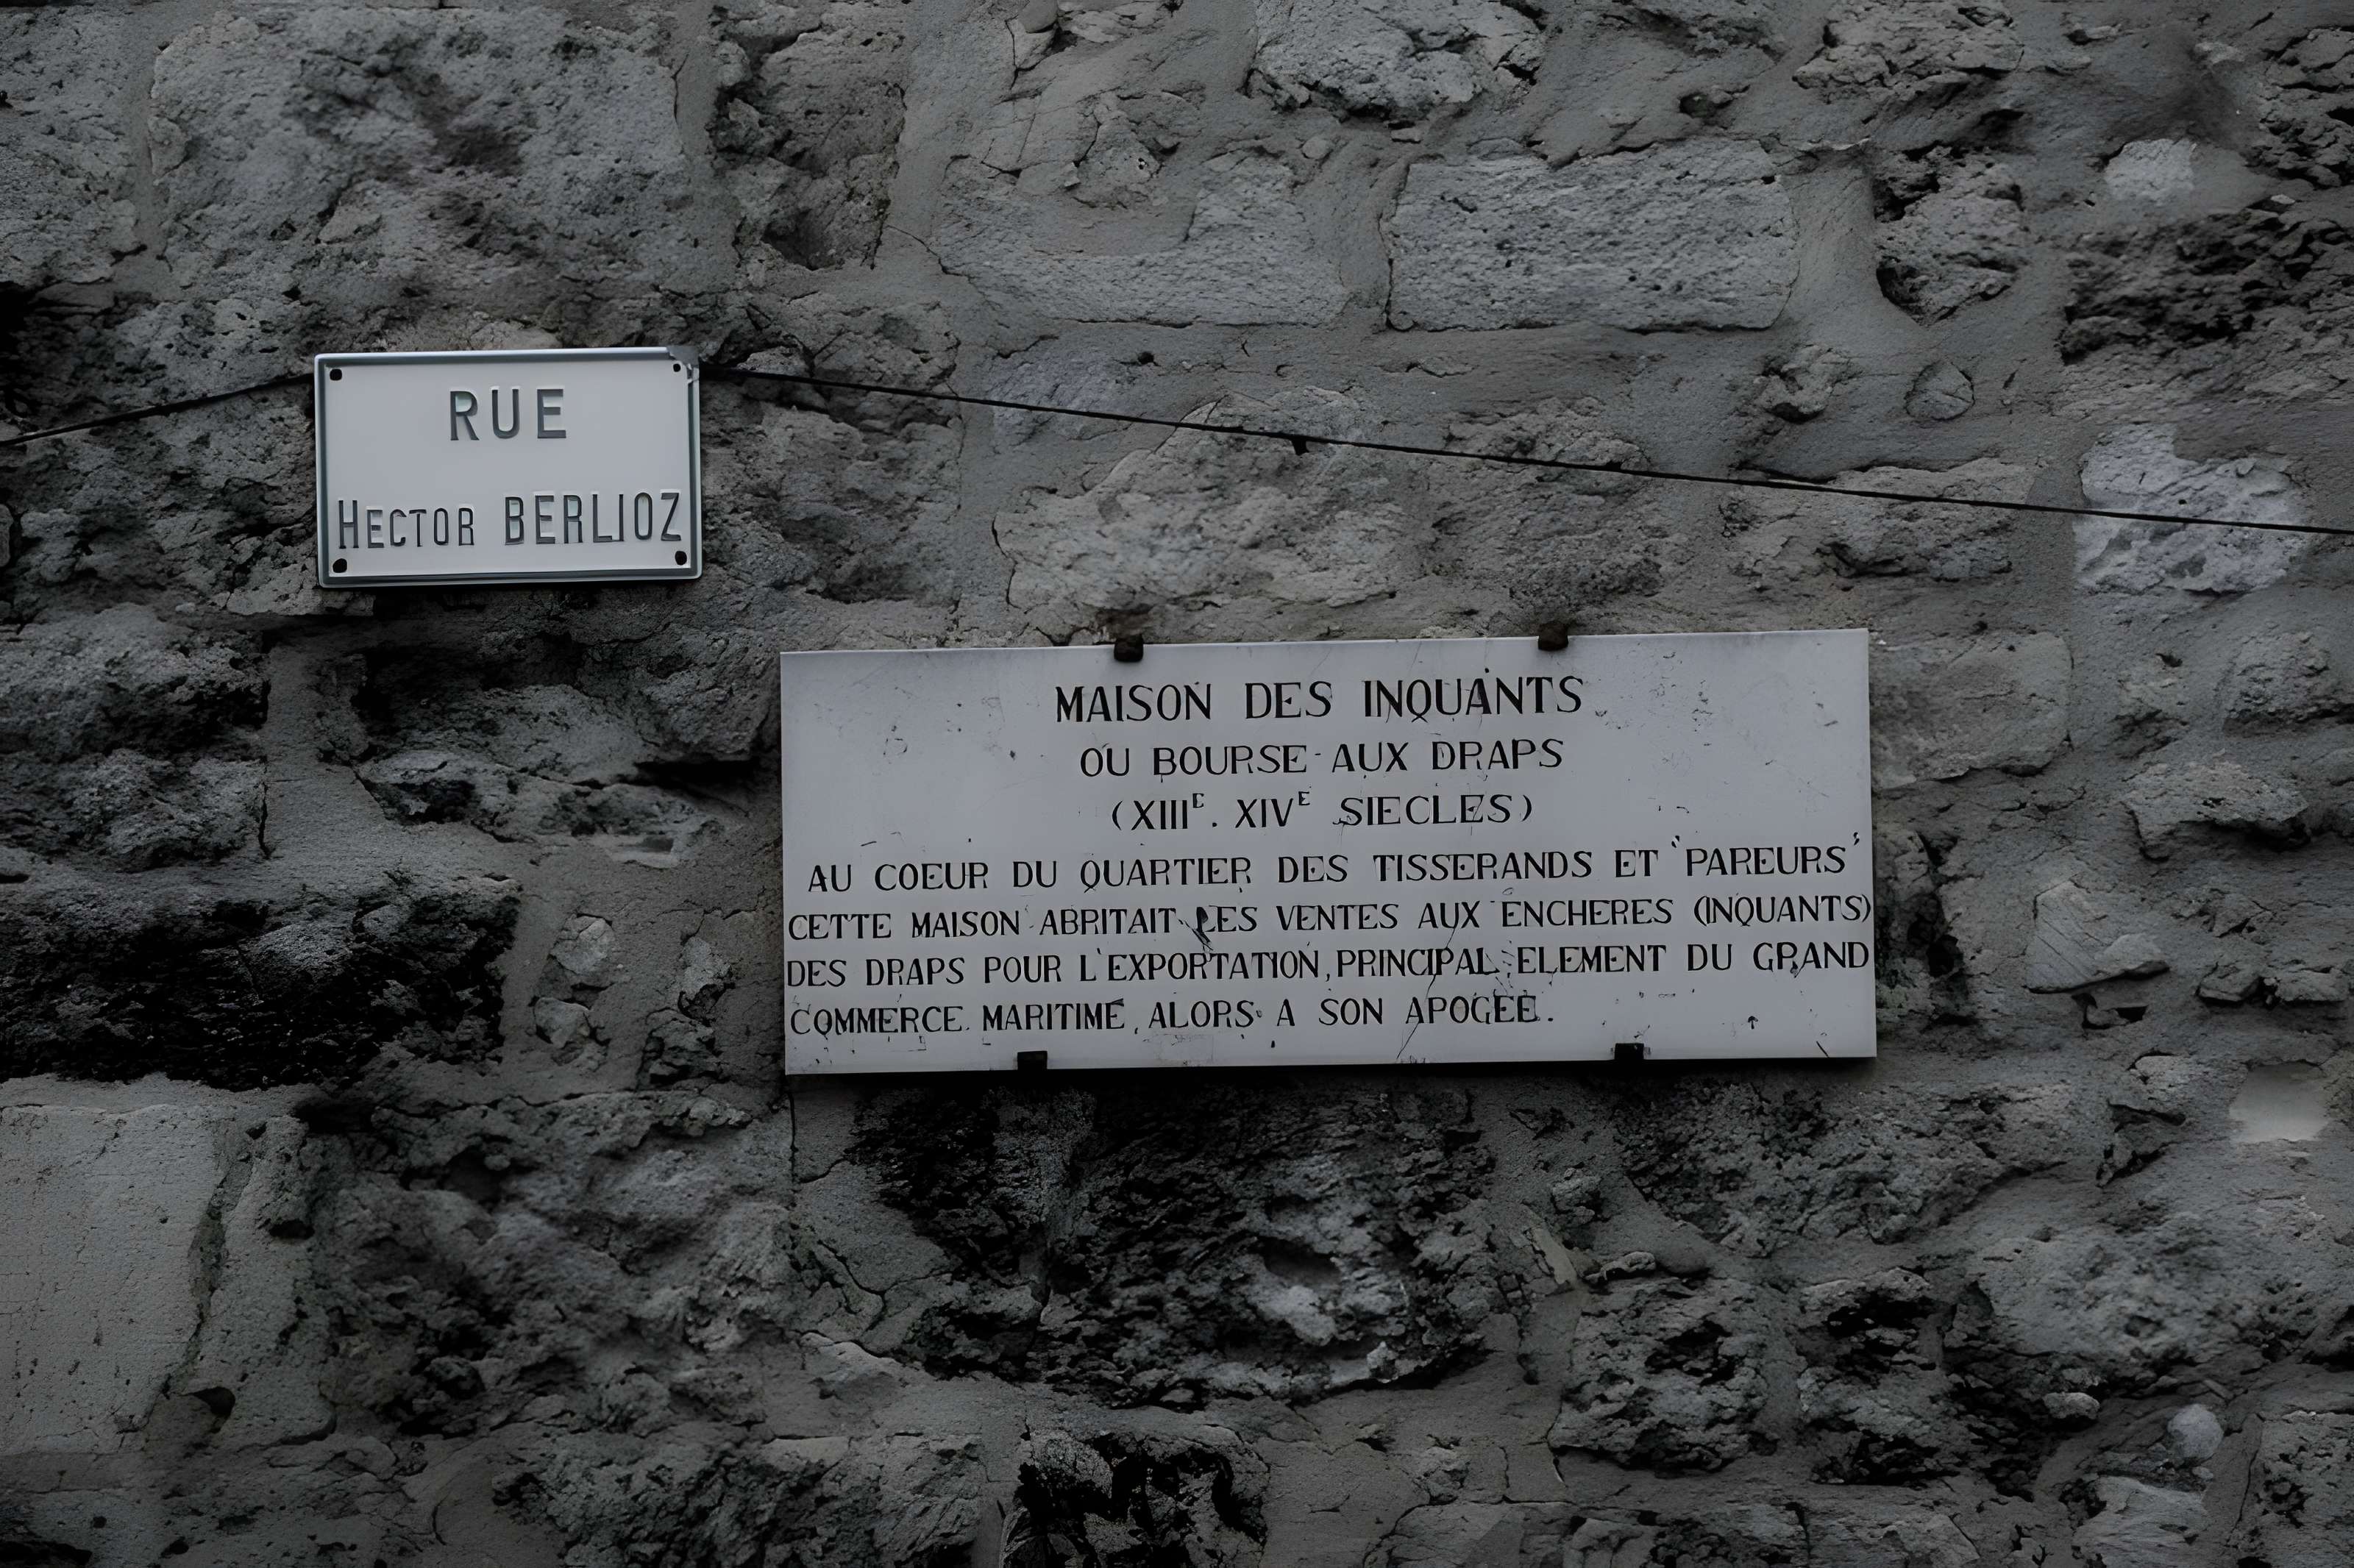 RUE
HECTOR BERLIOZ
MAISON DES INQUANTS
OU BOURSE AUX DRAPS
(XIIIE. XIVE SIECLES)
AU COEUR DU QUARTIER DES TISSERANDS ET 'PAREURS'
CETTE MAISON ABRITAIT LES VENTES AUX ENCHERES (INQUANTS)
DES DRAPS POUR L'EXPORTATION, PRINCIPAL ELEMENT DU GRAND
COMMERCE MARITIME, ALORS A SON APOGEE.